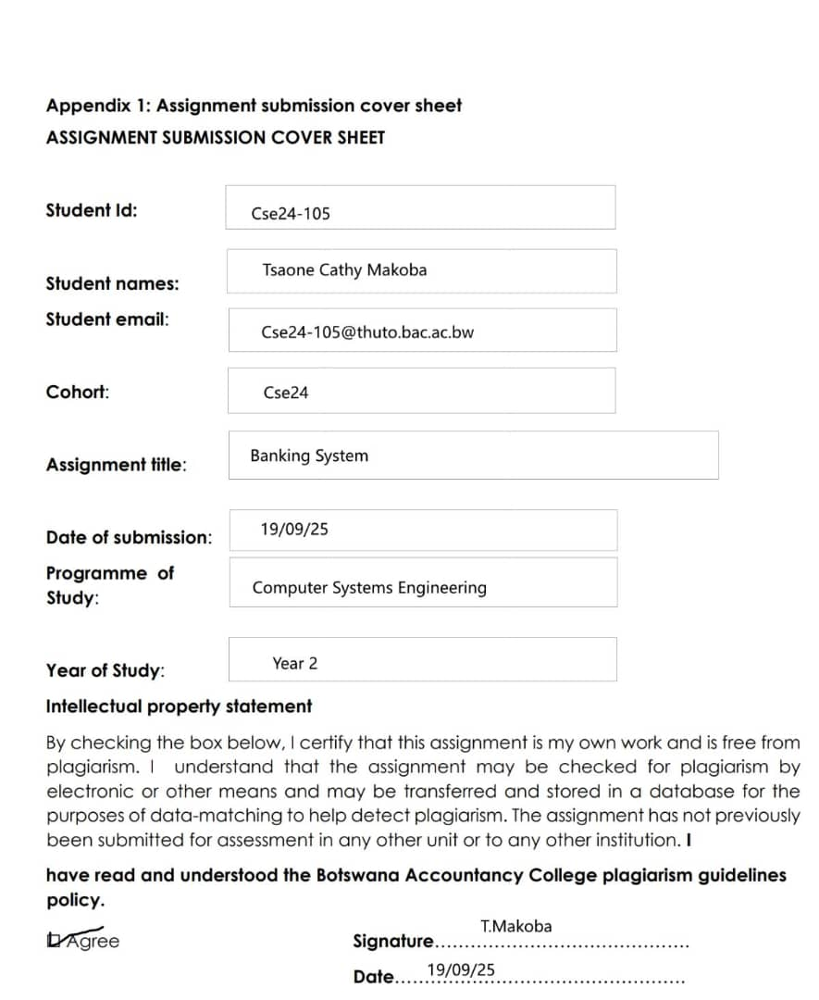 Appendix 1: Assignment submission cover sheet
ASSIGNMENT SUBMISSION COVER SHEET
Student Id: Cse24-105
Student names: Tsaone Cathy Makoba
Student email: Cse24-105@thuto.bac.ac.bw
Cohort: Cse24
Assignment title: Banking System
Date of submission: 19/09/25
Programme of
Study: Computer Systems Engineering
Year of Study: Year 2
Intellectual property statement
By checking the box below, I certify that this assignment is my own work and is free from
plagiarism. I understand that the assignment may be checked for plagiarism by
electronic or other means and may be transferred and stored in a database for the
purposes of data-matching to help detect plagiarism. The assignment has not previously
been submitted for assessment in any other unit or to any other institution. I
have read and understood the Botswana Accountancy College plagiarism guidelines
policy.
Agree Signature.....T.Makoba.....
Date.....19/09/25.....